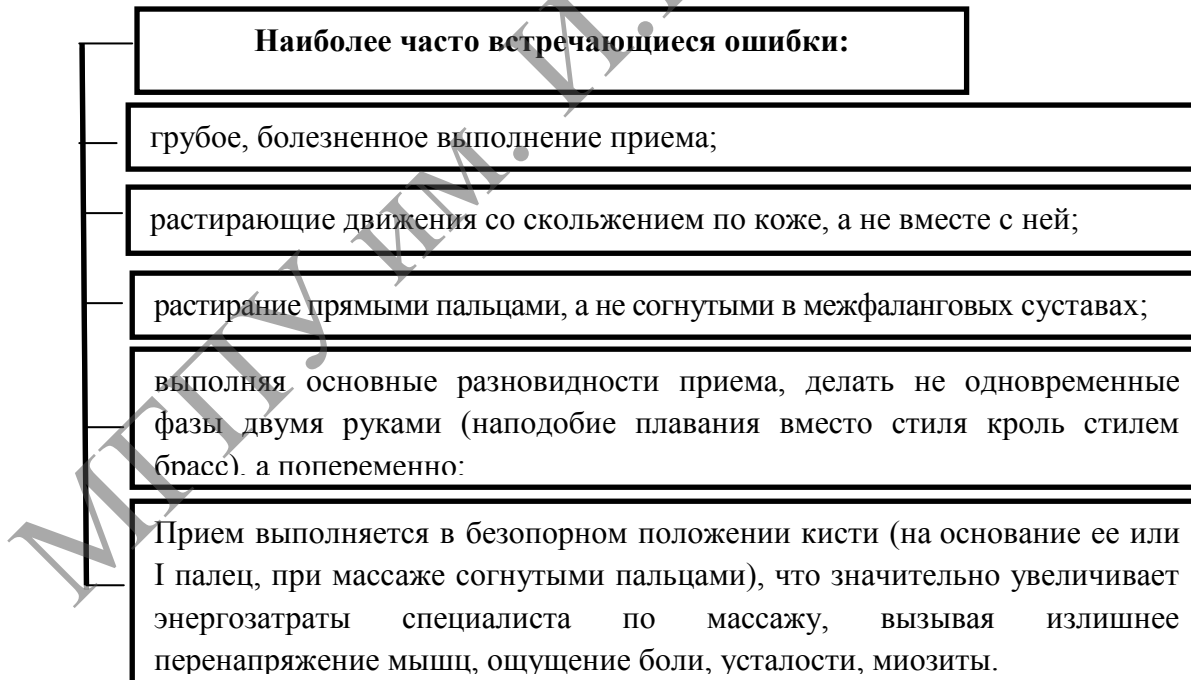 Наиболее часто встречающиеся ошибки:
грубое, болезненное выполнение приема;
растирающие движения со скольжением по коже, а не вместе с ней;
растирание прямыми пальцами, а не согнутыми в межфаланговых суставах;
выполняя основные разновидности приема, делать не одновременные
фазы двумя руками (наподобие плавания вместо стиля кроль стилем
брасс), а попеременно;
Прием выполняется в безопорном положении кисти (на основание ее или
I палец, при массаже согнутыми пальцами), что значительно увеличивает
энергозатраты специалиста по массажу, вызывая излишнее
перенапряжение мышц, ощущение боли, усталости, миозиты.
МГПУ им. И.